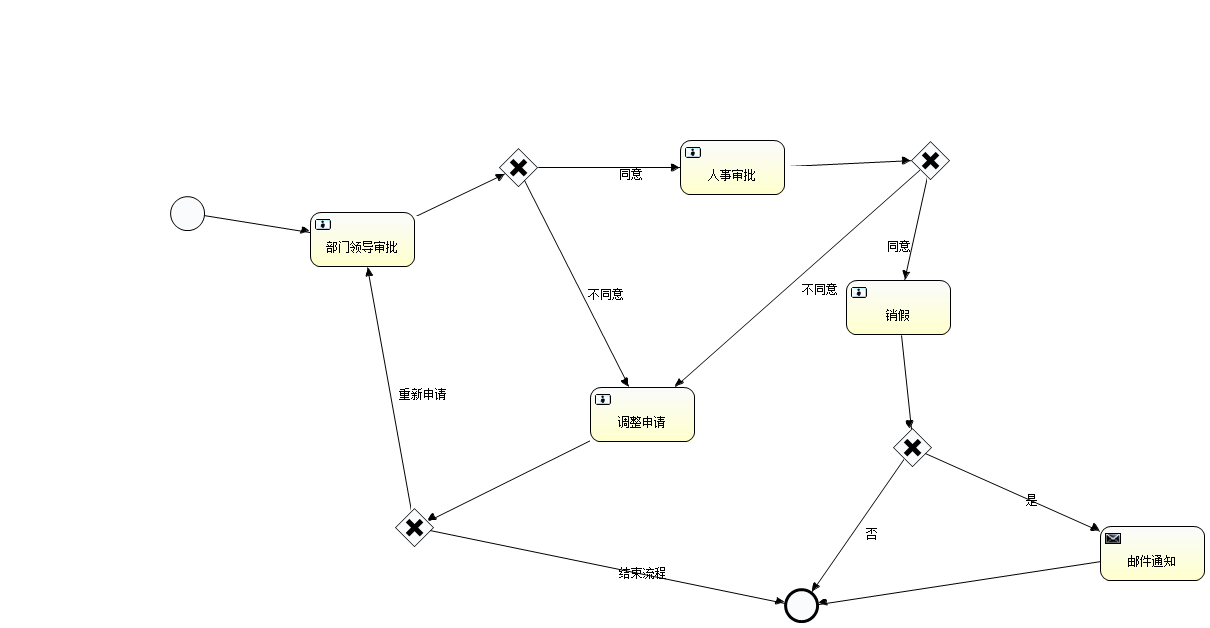 同意
人事审批
部门领导审批
同意
不同意
不同意
销假
重新申请
调整申请
是
否
邮件通知
结束流程